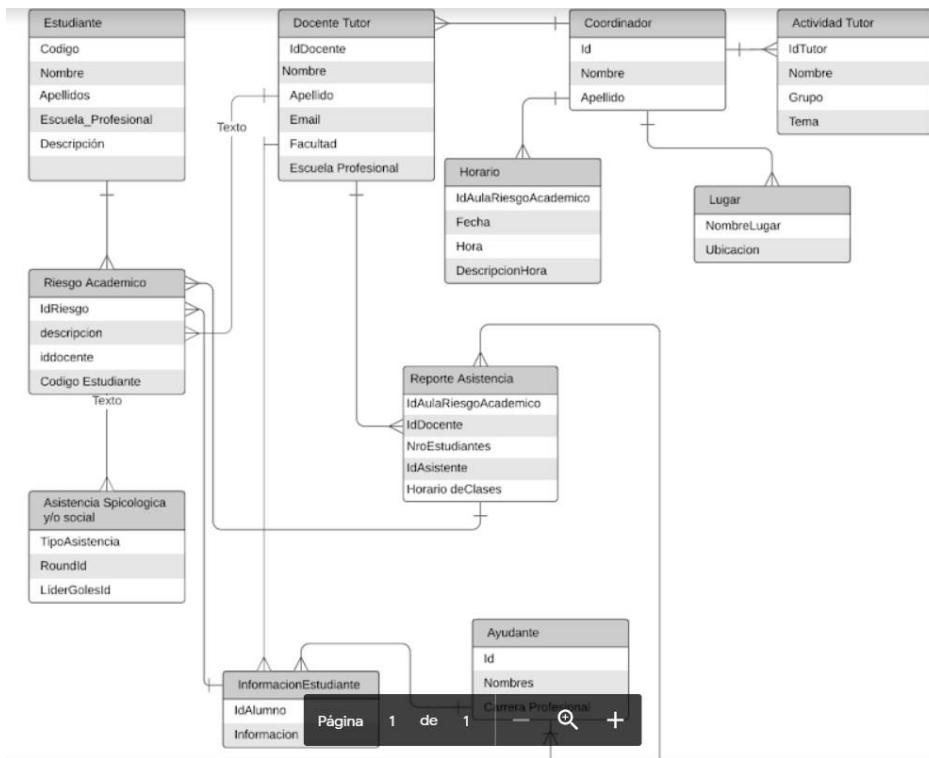 Estudiante
Codigo
Nombre
Apellidos
Escuela_Profesional
Descripción
Docente Tutor
IdDocente
Nombre
Apellido
Email
Facultad
Escuela Profesional
Coordinador
Id
Nombre
Apellido
Actividad Tutor
IdTutor
Nombre
Grupo
Tema
Texto
Horario
IdAulaRiesgoAcademico
Fecha
Hora
DescripcionHora
Lugar
NombreLugar
Ubicacion
Riesgo Academico
IdRiesgo
descripcion
iddocente
Codigo Estudiante
Texto
Reporte Asistencia
IdAulaRiesgoAcademico
IdDocente
NroEstudiantes
IdAsistente
Horario deClases
Asistencia Spicologica
y/o social
TipoAsistencia
RoundId
LiderGolesId
InformacionEstudiante
IdAlumno
Informacion
Ayudante
Id
Nombres
Carrera Profesional
Página 1 de 1